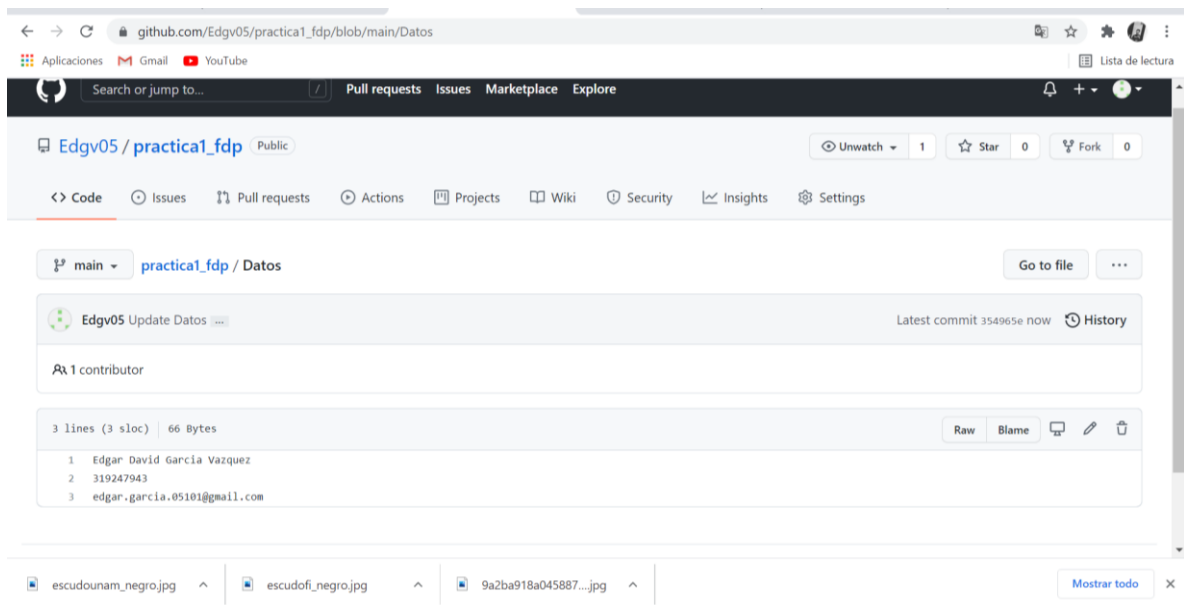 github.com/Edgv05/practica1_fdp/blob/main/Datos
Aplicaciones Gmail YouTube Lista de lectura
Search or jump to... / Pull requests Issues Marketplace Explore
Edgv05 / practica1_fdp Public Unwatch 1 Star 0 Fork 0
<> Code Issues Pull requests Actions Projects Wiki Security Insights Settings
main practica1_fdp / Datos Go to file ...
Edgv05 Update Datos ... Latest commit 354965e now History
1 contributor
3 lines (3 sloc) 66 Bytes Raw Blame
1 Edgar David Garcia Vazquez
2 319247943
3 edgar.garcia.05101@gmail.com
escudounam_negro.jpg escudofi_negro.jpg 9a2ba918a045887....jpg Mostrar todo